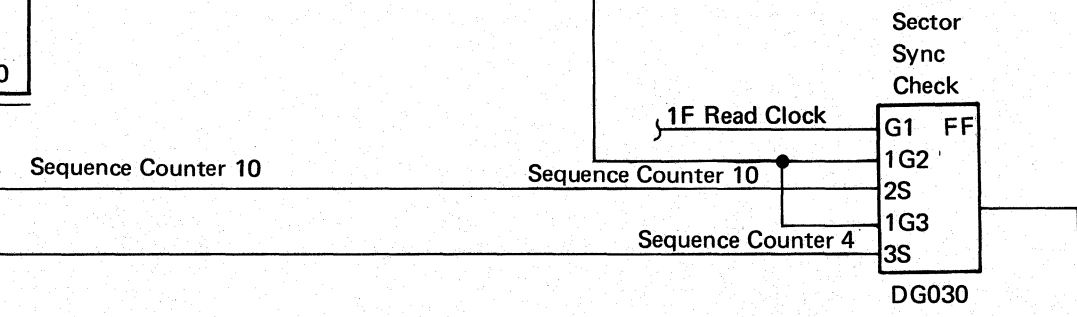 Sector
Sync
Check
1F Read Clock
G1 FF
1G2
Sequence Counter 10
Sequence Counter 10
2S
1G3
Sequence Counter 4
3S
DG030